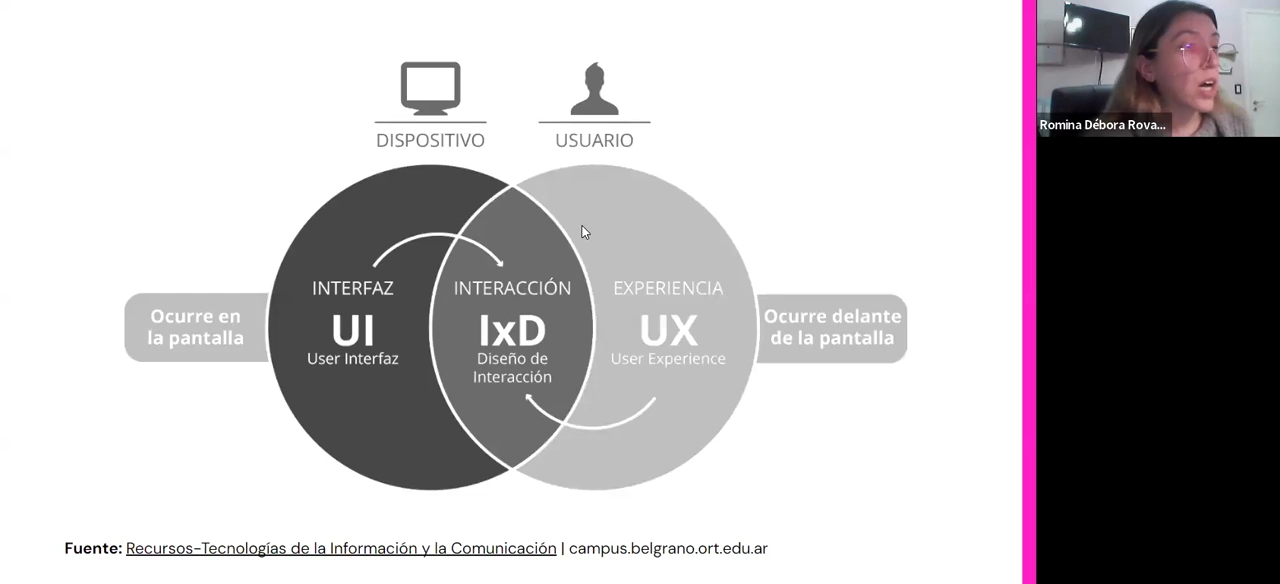 DISPOSITIVO
USUARIO
Ocurre en
la pantalla
INTERFAZ
UI
User Interfaz
INTERACCIÓN
IxD
Diseño de
Interacción
EXPERIENCIA
UX
User Experience
Ocurre delante
de la pantalla
Fuente: Recursos-Tecnologías de la Información y la Comunicación | campus.belgrano.ort.edu.ar
Romina Débora Rova...